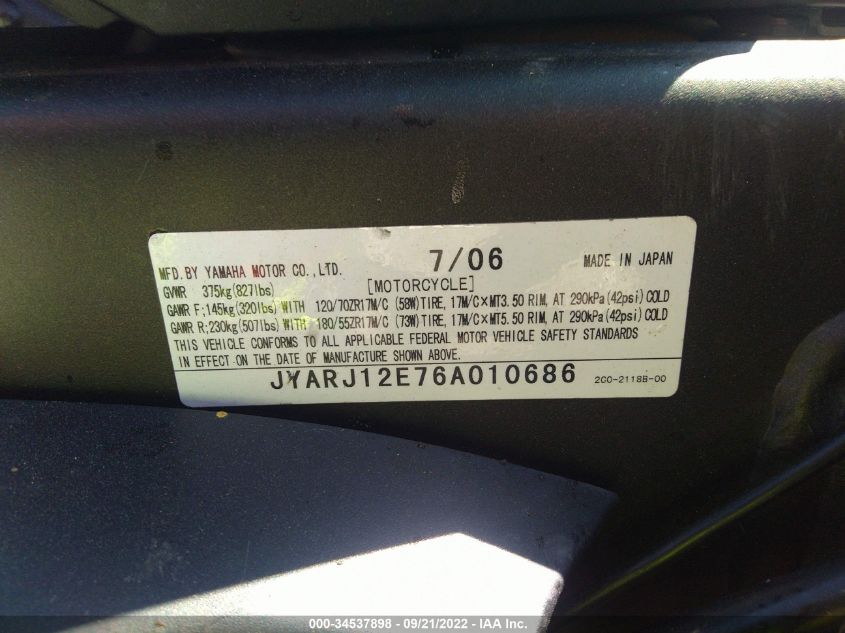 7/06
MFD. BY YAMAHA MOTOR CO., LTD. MADE IN JAPAN
GVWR 375kg(827lbs) [MOTORCYCLE]
GAWR F;145kg(320lbs) WITH 120/70ZR17M/C (58W)TIRE, 17M/C×MT3.50 RIM, AT 290kPa(42psi)COLD
GAWR R;230kg(507lbs) WITH 180/55ZR17M/C (73W)TIRE, 17M/C×MT5.50 RIM, AT 290kPa(42psi)COLD
THIS VEHICLE CONFORMS TO ALL APPLICABLE FEDERAL MOTOR VEHICLE SAFETY STANDARDS
IN EFFECT ON THE DATE OF MANUFACTURE SHOWN ABOVE.
JYARJ12E76A010686 2C0-2118B-00
000-34537898 - 09/21/2022 - IAA Inc.